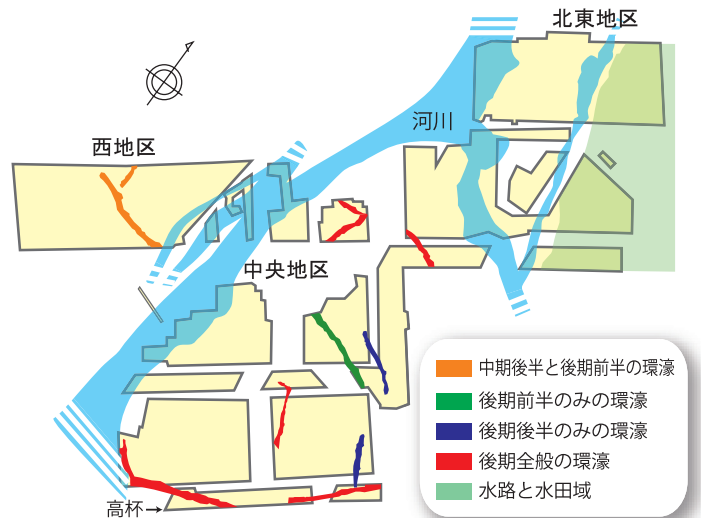 北東地区
河川
西地区
中央地区
中期後半と後期前半の環濠
後期前半のみの環濠
後期後半のみの環濠
後期全般の環濠
水路と水田域
高杯→